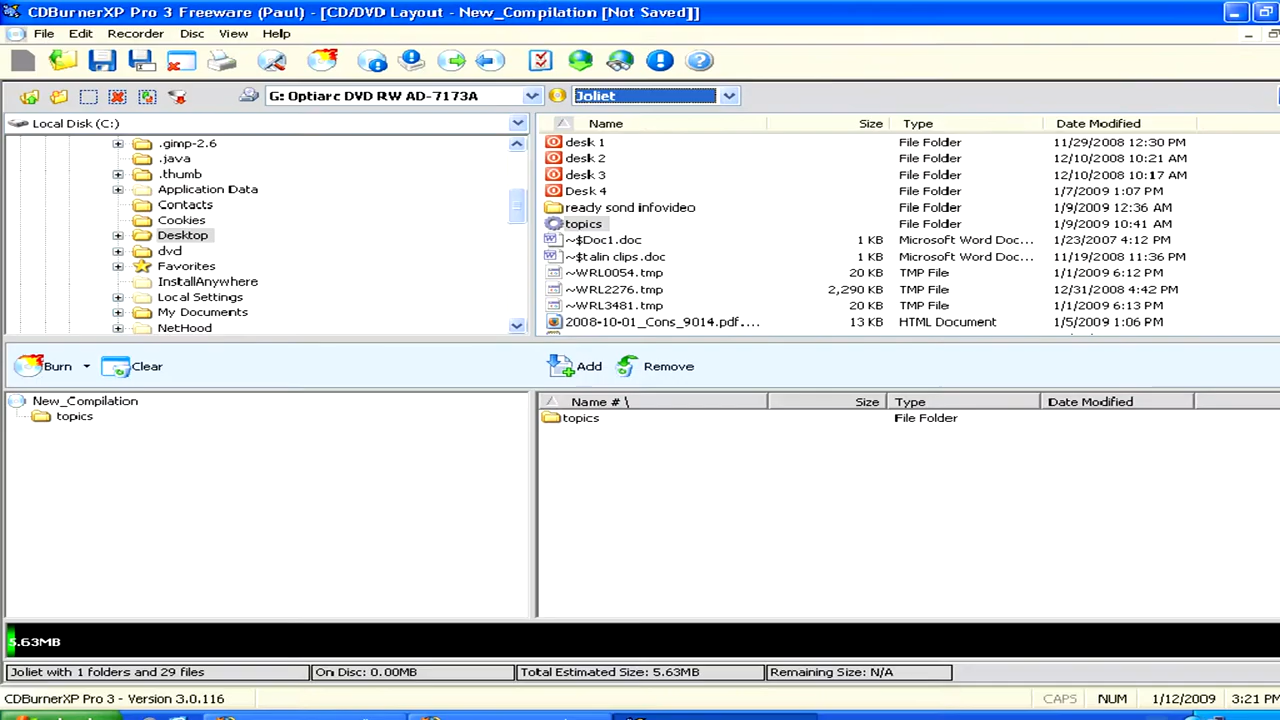 CDBurnerXP Pro 3 Freeware (Paul) - [CD/DVD Layout - New_Compilation [Not Saved]]
File Edit Recorder Disc View Help
G: Optiarc DVD RW AD-7173A Joliet
Local Disk (C:)
.gimp-2.6
.java
.thumb
Application Data
Contacts
Cookies
Desktop
dvd
Favorites
InstallAnywhere
Local Settings
My Documents
NetHood
Name Size Type Date Modified
desk 1 File Folder 11/29/2008 12:30 PM
desk 2 File Folder 12/10/2008 10:21 AM
desk 3 File Folder 12/10/2008 10:17 AM
Desk 4 File Folder 1/7/2009 1:07 PM
ready sond infovideo File Folder 1/9/2009 12:36 AM
topics File Folder 1/9/2009 10:41 AM
~$Doc1.doc 1 KB Microsoft Word Doc... 1/23/2007 4:12 PM
~$talin clips.doc 1 KB Microsoft Word Doc... 11/19/2008 11:36 PM
~WRL0054.tmp 20 KB TMP File 1/1/2009 6:12 PM
~WRL2276.tmp 2,290 KB TMP File 12/31/2008 4:42 PM
~WRL3481.tmp 20 KB TMP File 1/1/2009 6:13 PM
2008-10-01_Cons_9014.pdf.... 13 KB HTML Document 1/5/2009 1:06 PM
Burn Clear Add Remove
New_Compilation
topics
Name # \ Size Type Date Modified
topics File Folder
5.63MB
Joliet with 1 folders and 29 files On Disc: 0.00MB Total Estimated Size: 5.63MB Remaining Size: N/A
CDBurnerXP Pro 3 - Version 3.0.116 CAPS NUM 1/12/2009 3:21 PM